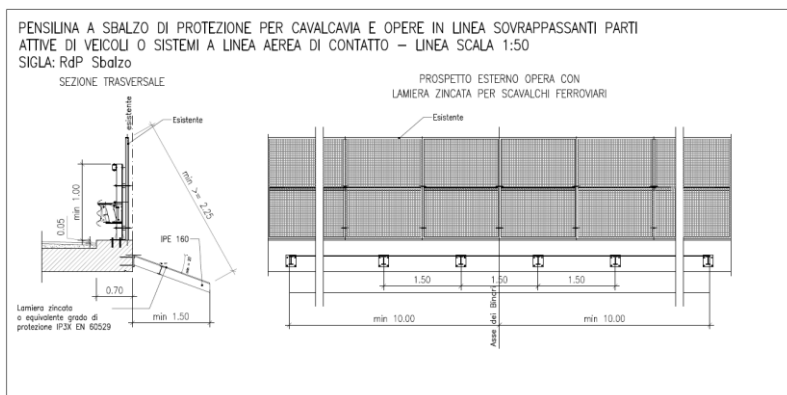 PENSILINA A SBALZO DI PROTEZIONE PER CAVALCAVIA E OPERE IN LINEA SOVRAPPASSANTI PARTI
ATTIVE DI VEICOLI O SISTEMI A LINEA AEREA DI CONTATTO – LINEA SCALA 1:50
SIGLA: RdP Sbalzo
SEZIONE TRASVERSALE
esistente
Esistente
min 1.00
0.05
min >= 2.25
IPE 160
0.70
min 1.50
Lamiera zincata
o equivalente grado di
protezione IP3X EN 60529
PROSPETTO ESTERNO OPERA CON
LAMIERA ZINCATA PER SCAVALCHI FERROVIARI
Esistente
1.50
1.50
1.50
min 10.00
min 10.00
Asse dei Binari